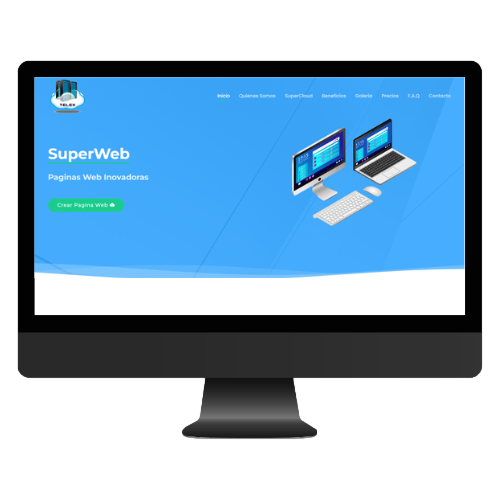 TELEX
Inicio Quienes Somos SuperCloud Beneficios Galeria Precios F.A.Q Contacto
SuperWeb
Paginas Web Inovadoras
Crear Pagina Web